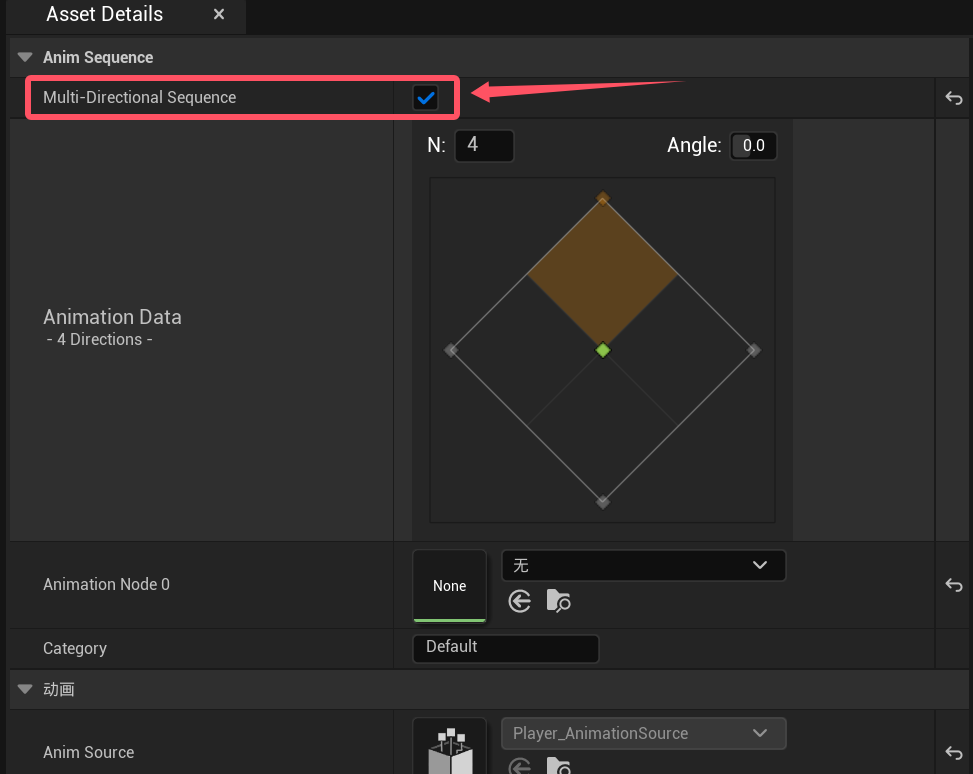 Asset Details
Anim Sequence
Multi-Directional Sequence
N: 4 Angle: 0.0
Animation Data
- 4 Directions -
Animation Node 0
None
无
Category
Default
动画
Anim Source
Player_AnimationSource